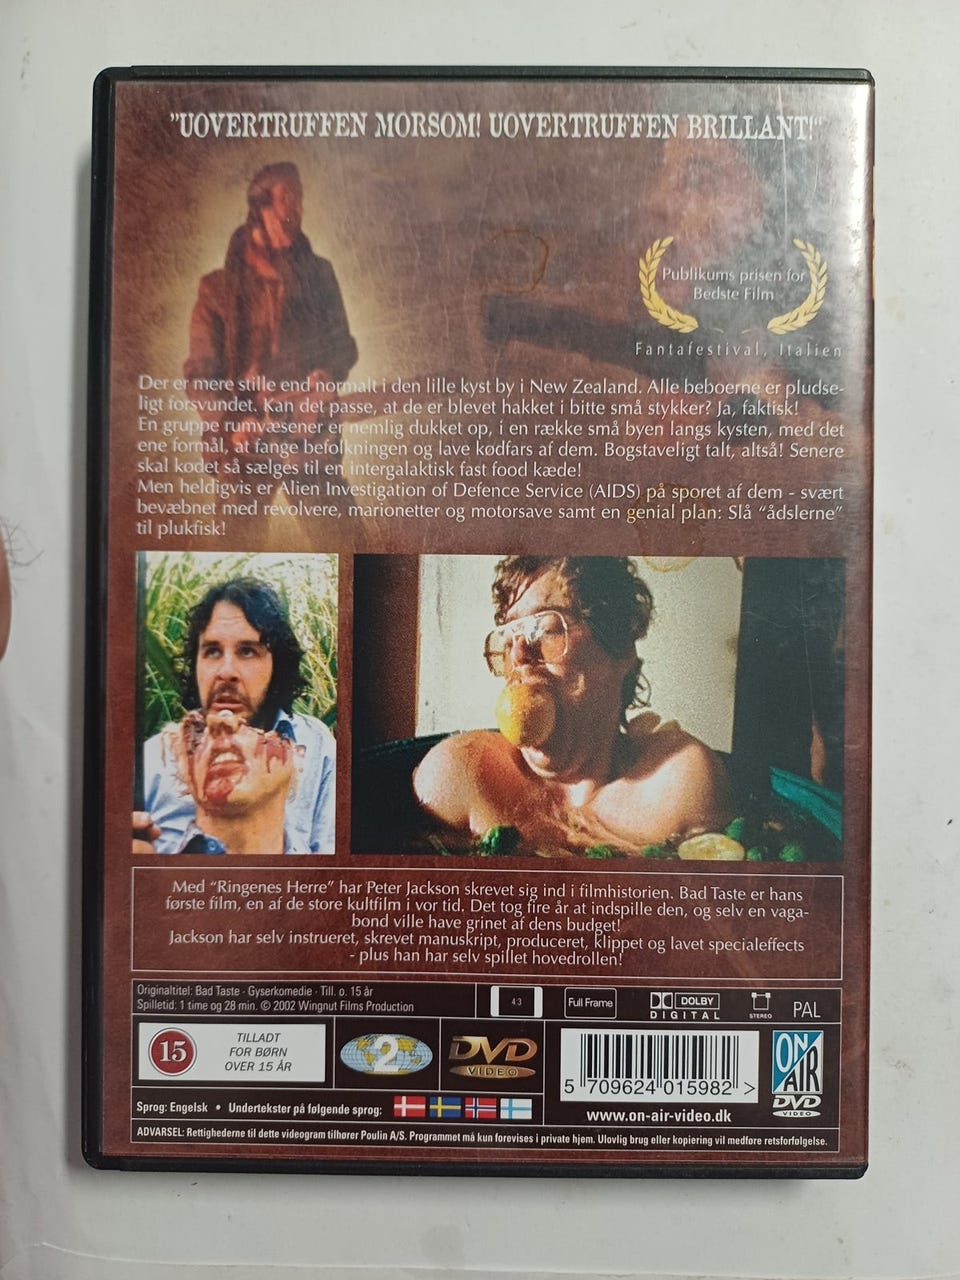 "UOVERTRUFFEN MORSOM! UOVERTRUFFEN BRILLANT!"
Publikums prisen for
Bedste Film
Fantafestival, Italien
Der er mere stille end normalt i den lille kyst by i New Zealand. Alle beboerne er pludse-
ligt forsvundet. Kan det passe, at de er blevet hakket i bitte små stykker? Ja, faktisk!
En gruppe rumvæsener er nemlig dukket op, i en række små byen langs kysten, med det
ene formål, at fange befolkningen og lave kødfars af dem. Bogstaveligt talt, altså! Senere
skal kødet så sælges til en intergalaktisk fast food kæde!
Men heldigvis er Alien Investigation of Defence Service (AIDS) på sporet af dem - svært
bevæbnet med revolvere, marionetter og motorsave samt en genial plan: Slå "ådslerne"
til plukfisk!
Med "Ringenes Herre" har Peter Jackson skrevet sig ind i filmhistorien. Bad Taste er hans
første film, en af de store kultfilm i vor tid. Det tog fire år at indspille den, og selv en vaga-
bond ville have grinet af dens budget!
Jackson har selv instrueret, skrevet manuskript, produceret, klippet og lavet specialeffects
- plus han har selv spillet hovedrollen!
Originaltitel: Bad Taste · Gyserkomedie · Till. o. 15 år
Spilletid: 1 time og 28 min. © 2002 Wingnut Films Production
4:3
Full Frame
DOLBY
DIGITAL
STEREO
PAL
15
TILLADT
FOR BØRN
OVER 15 ÅR
2
DVD
VIDEO
5 709624 015982 >
www.on-air-video.dk
ON
AIR
DVD
VIDEO
Sprog: Engelsk • Undertekster på følgende sprog:
ADVARSEL: Rettighederne til dette videogram tilhører Poulin A/S. Programmet må kun forevises i private hjem. Ulovlig brug eller kopiering vil medføre retsforfølgelse.